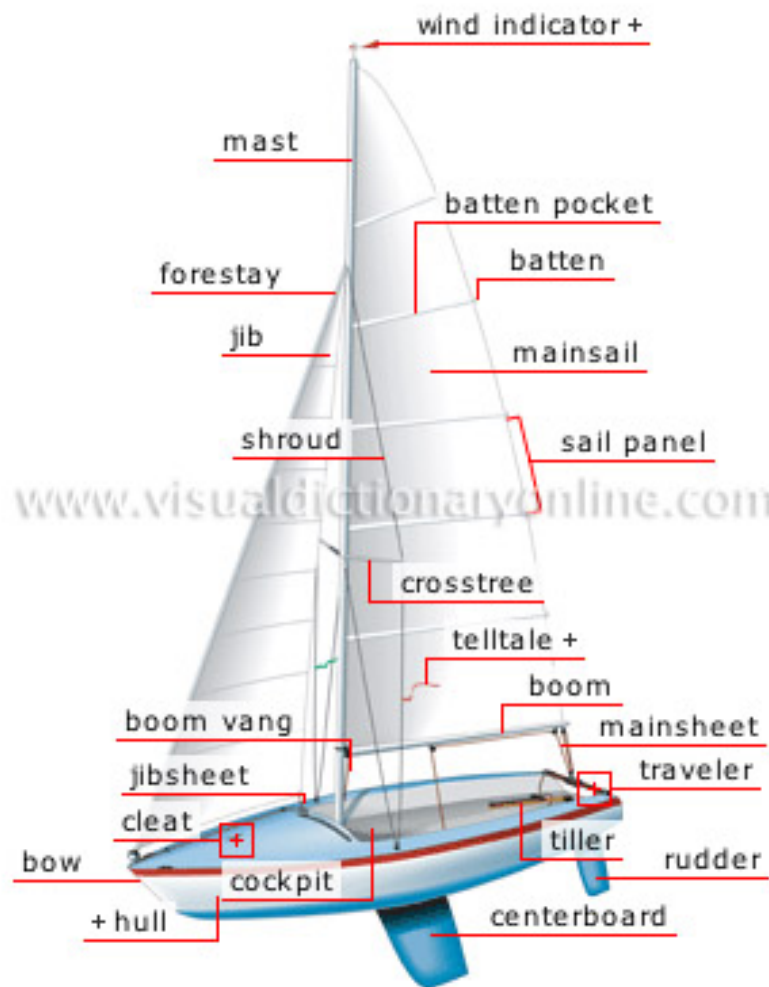 wind indicator +
mast
batten pocket
forestay
batten
jib
mainsail
shroud
sail panel
www.visualdictionaryonline.com
crosstree
telltale +
boom
boom vang
mainsheet
jibsheet
traveler
cleat
tiller
bow
rudder
cockpit
+ hull
centerboard